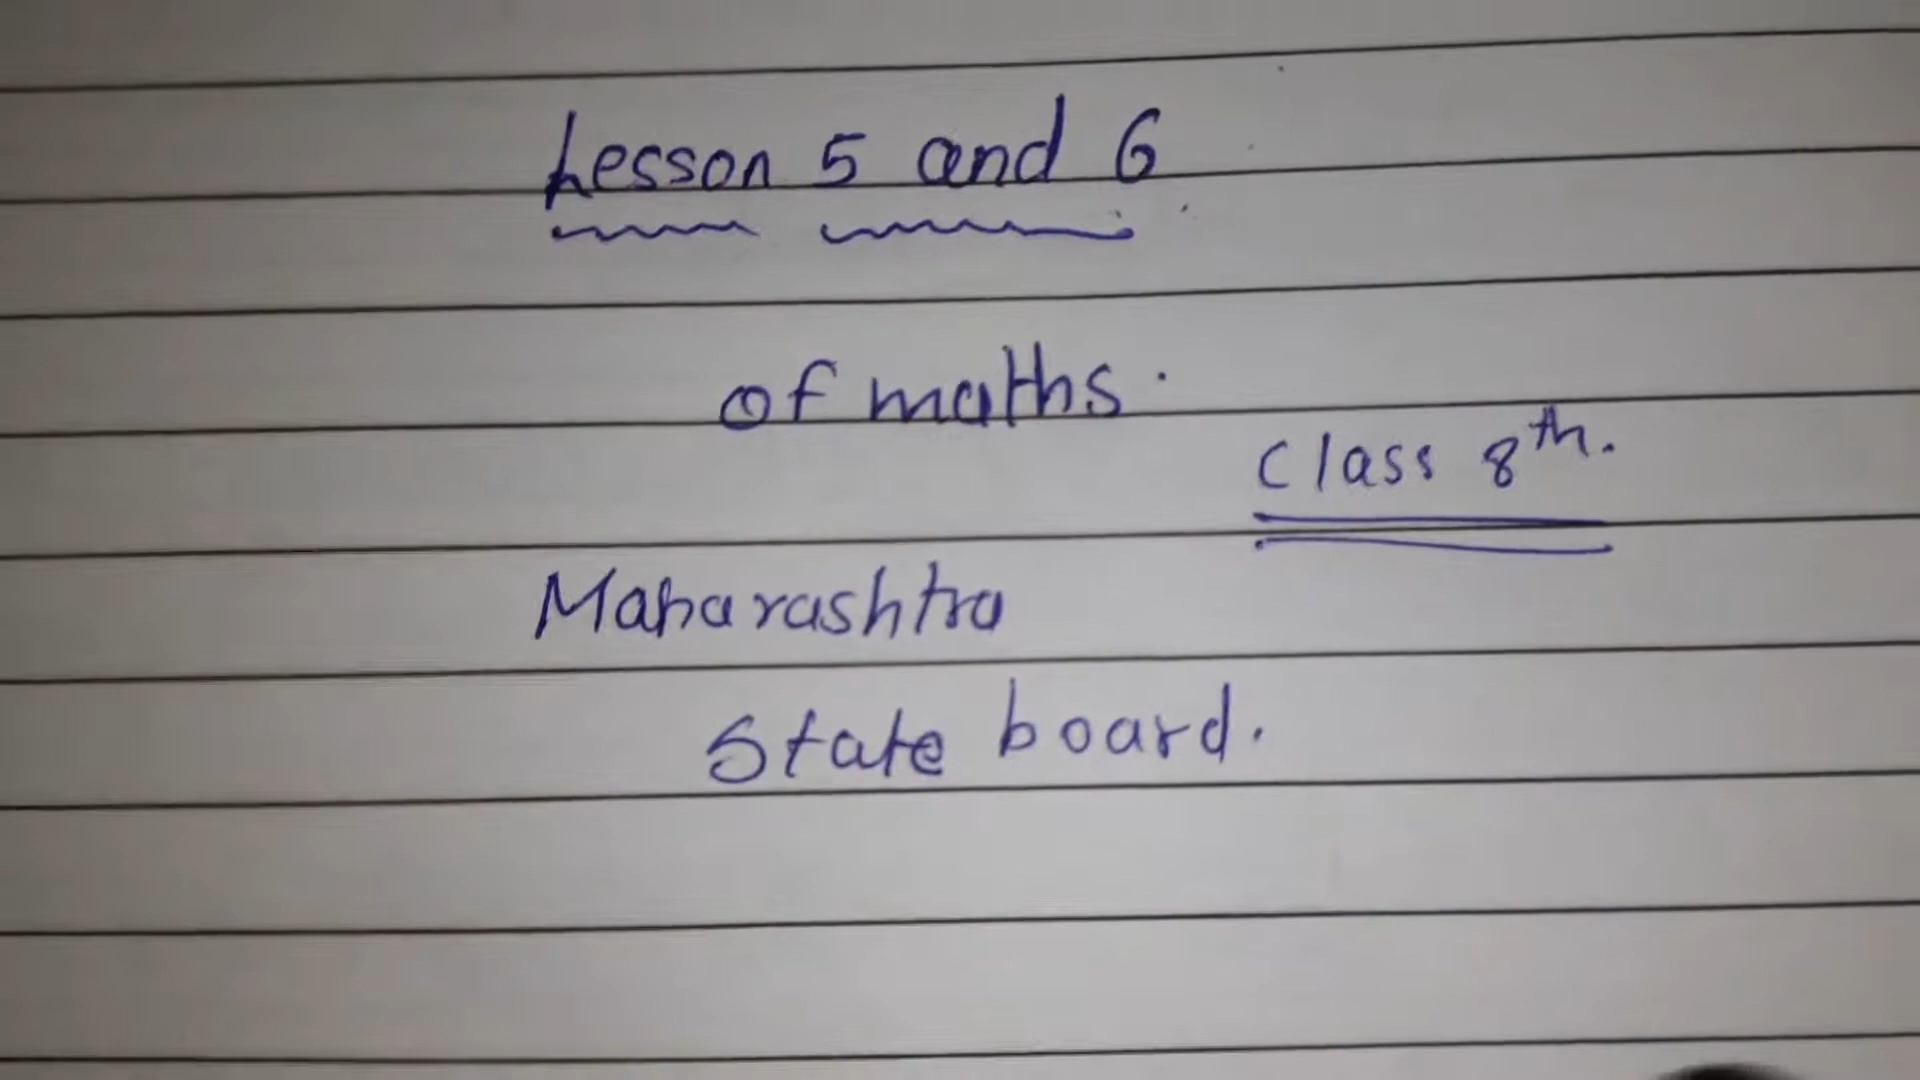 Lesson 5 and 6
of maths.
Class 8th.
Maharashtra
State board.